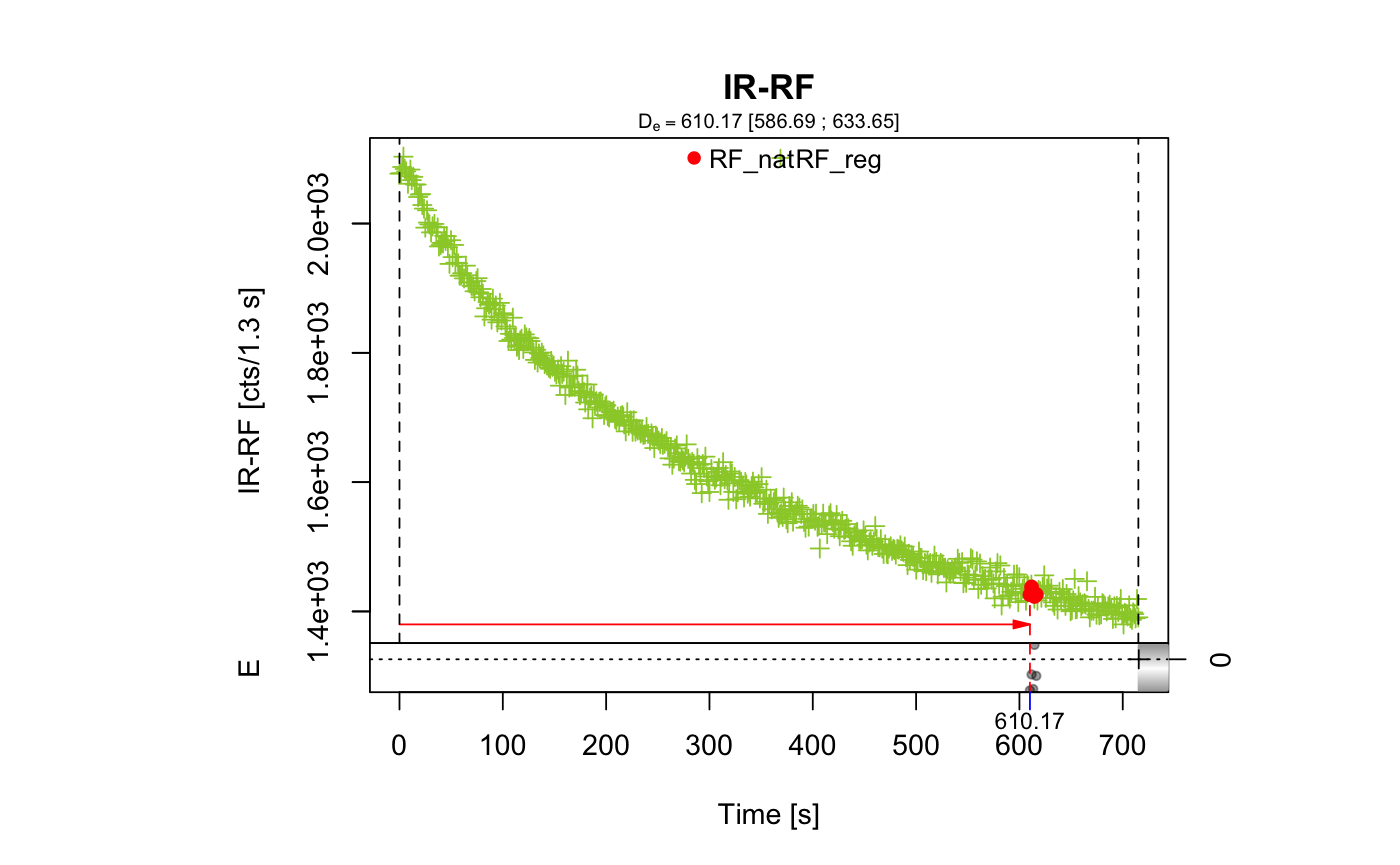 IR-RF
Dₑ = 610.17 [586.69 ; 633.65]
RF_nat RF_reg
IR-RF [cts/1.3 s]
2.0e+03
1.8e+03
1.6e+03
1.4e+03
E
0
610.17
0 100 200 300 400 500 600 700
Time [s]